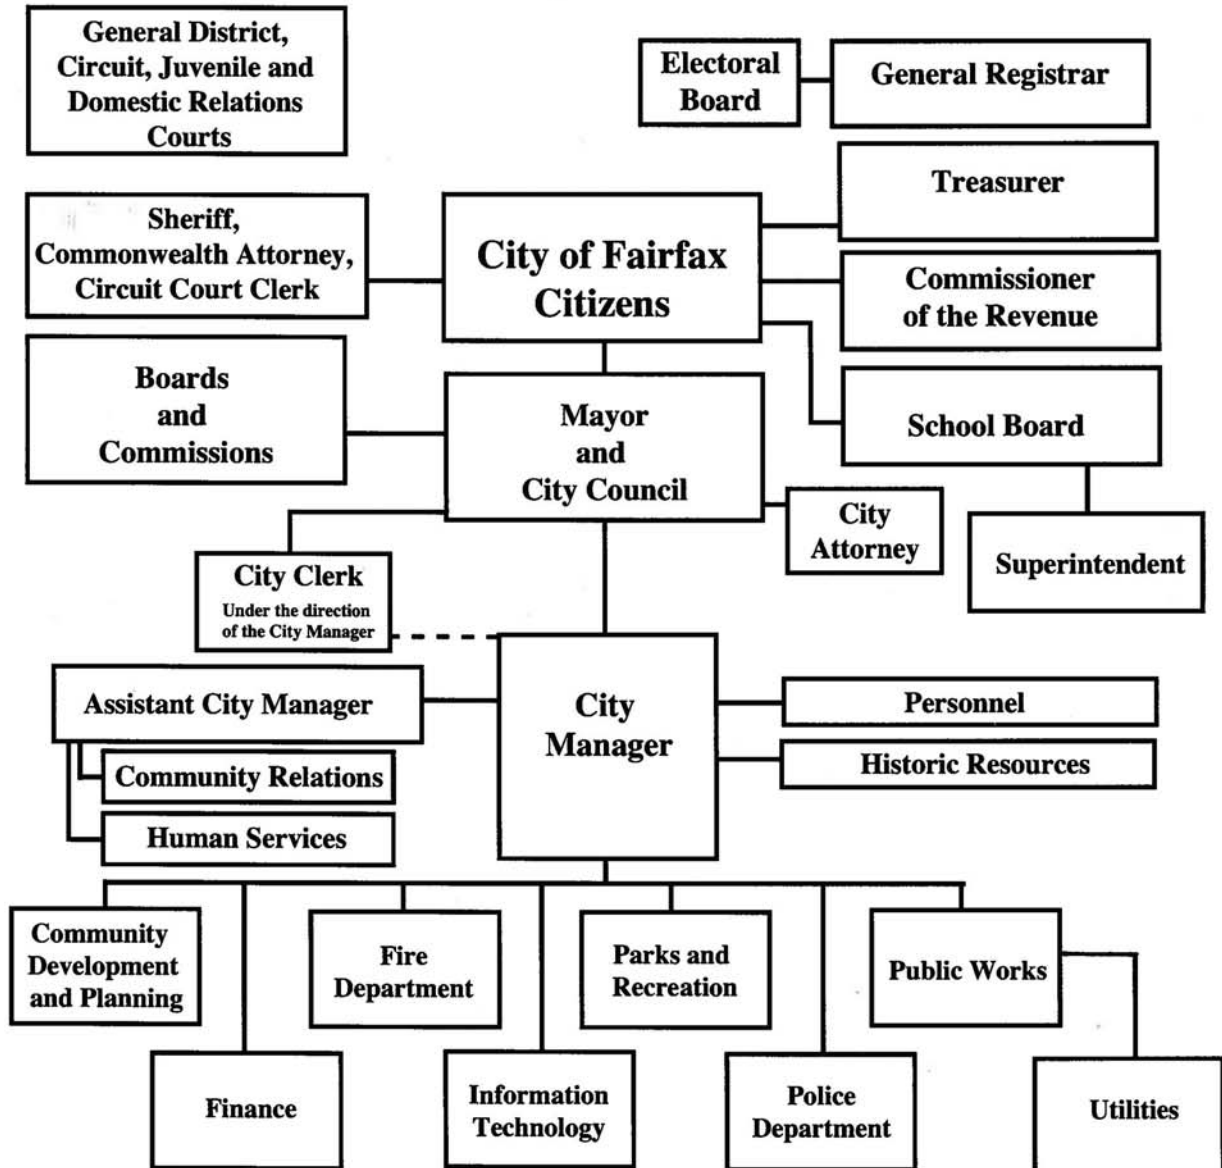 General District,
Circuit, Juvenile and
Domestic Relations
Courts
Electoral
Board
General Registrar
Treasurer
Sheriff,
Commonwealth Attorney,
Circuit Court Clerk
City of Fairfax
Citizens
Commissioner
of the Revenue
Boards
and
Commissions
Mayor
and
City Council
School Board
City
Attorney
Superintendent
City Clerk
Under the direction
of the City Manager
Assistant City Manager
City
Manager
Personnel
Historic Resources
Community Relations
Human Services
Community
Development
and Planning
Fire
Department
Parks and
Recreation
Public Works
Finance
Information
Technology
Police
Department
Utilities